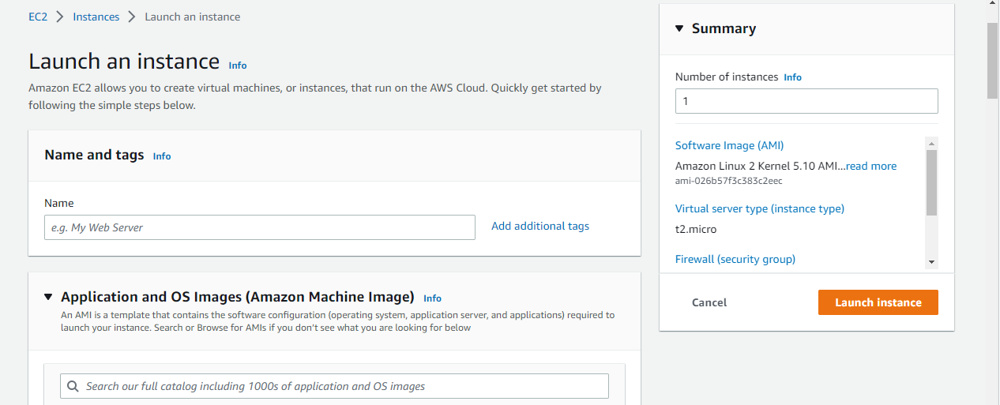 EC2 > Instances > Launch an instance
Launch an instance Info
Amazon EC2 allows you to create virtual machines, or instances, that run on the AWS Cloud. Quickly get started by
following the simple steps below.
Name and tags Info
Name
e.g. My Web Server
Add additional tags
Application and OS Images (Amazon Machine Image) Info
An AMI is a template that contains the software configuration (operating system, application server, and applications) required to
launch your instance. Search or Browse for AMIs if you don't see what you are looking for below
Search our full catalog including 1000s of application and OS images
Summary
Number of instances Info
1
Software Image (AMI)
Amazon Linux 2 Kernel 5.10 AMI...read more
ami-026b57f3c383c2eec
Virtual server type (instance type)
t2.micro
Firewall (security group)
Cancel
Launch instance